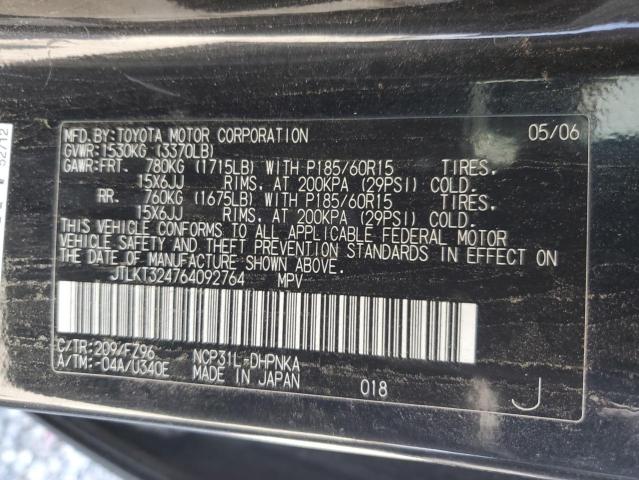 MFD.BY:TOYOTA MOTOR CORPORATION 05/06
GVWR:1530KG (3370LB)
GAWR:FRT. 780KG (1715LB) WITH P185/60R15 TIRES,
15X6JJ RIMS, AT 200KPA (29PSI) COLD.
RR. 760KG (1675LB) WITH P185/60R15 TIRES,
15X6JJ RIMS, AT 200KPA (29PSI) COLD.
THIS VEHICLE CONFORMS TO ALL APPLICABLE FEDERAL MOTOR
VEHICLE SAFETY AND THEFT PREVENTION STANDARDS IN EFFECT ON
THE DATE OF MANUFACTURE SHOWN ABOVE.
JTLKT324764092764 MPV
C/TR:209/FZ96 NCP31L-DHPNKA
A/TM:-04A/U340E MADE IN JAPAN 018 J
52712